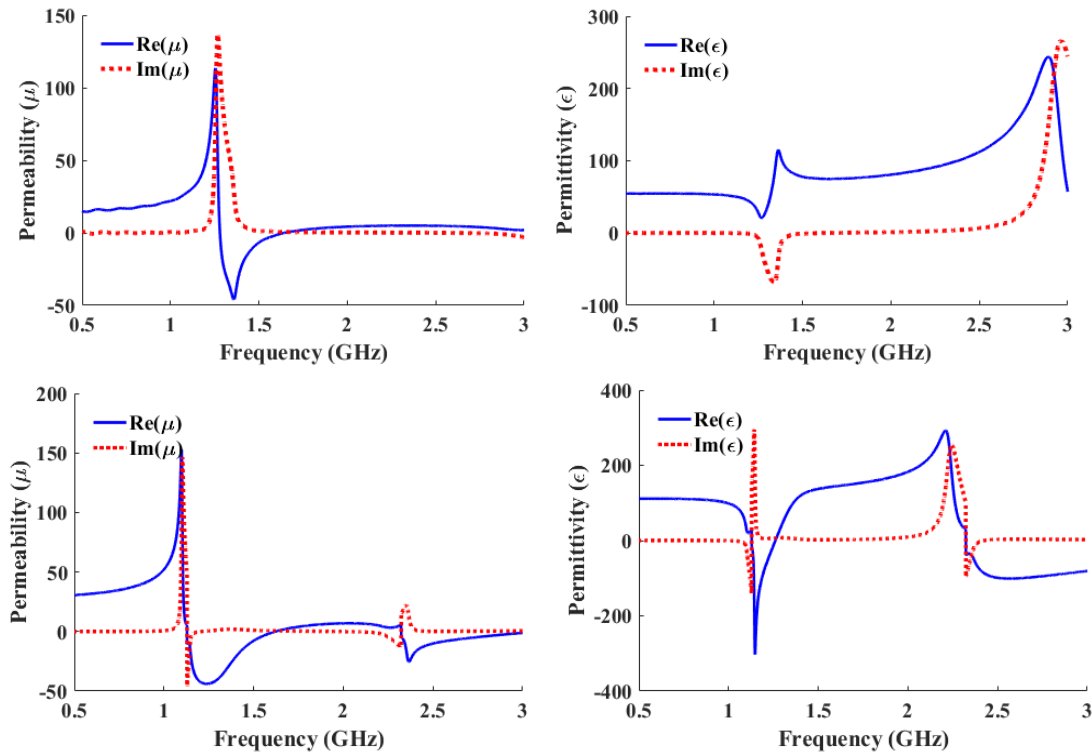 150
100
50
0
-50
Permeability (μ)
Re(μ)
Im(μ)
0.5 1 1.5 2 2.5 3
Frequency (GHz)
300
200
100
0
-100
Permittivity (ϵ)
Re(ϵ)
Im(ϵ)
0.5 1 1.5 2 2.5 3
Frequency (GHz)
200
150
100
50
0
-50
Permeability (μ)
Re(μ)
Im(μ)
0.5 1 1.5 2 2.5 3
Frequency (GHz)
400
200
0
-200
-400
Permittivity (ϵ)
Re(ϵ)
Im(ϵ)
0.5 1 1.5 2 2.5 3
Frequency (GHz)